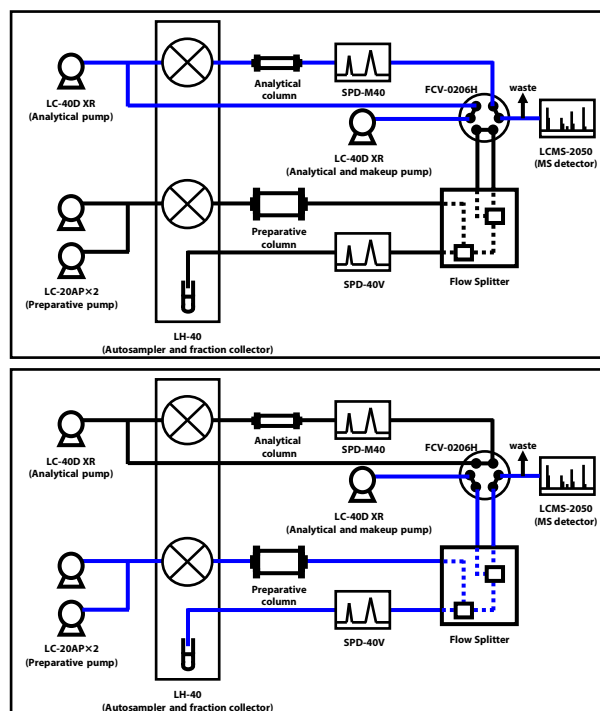 Analytical
column
SPD-M40
FCV-0206H
waste
LC-40D XR
(Analytical pump)
LCMS-2050
(MS detector)
LC-40D XR
(Analytical and makeup pump)
Preparative
column
LC-20AP×2
(Preparative pump)
SPD-40V
Flow Splitter
LH-40
(Autosampler and fraction collector)
Analytical
column
SPD-M40
FCV-0206H
waste
LC-40D XR
(Analytical pump)
LCMS-2050
(MS detector)
LC-40D XR
(Analytical and makeup pump)
Preparative
column
LC-20AP×2
(Preparative pump)
SPD-40V
Flow Splitter
LH-40
(Autosampler and fraction collector)